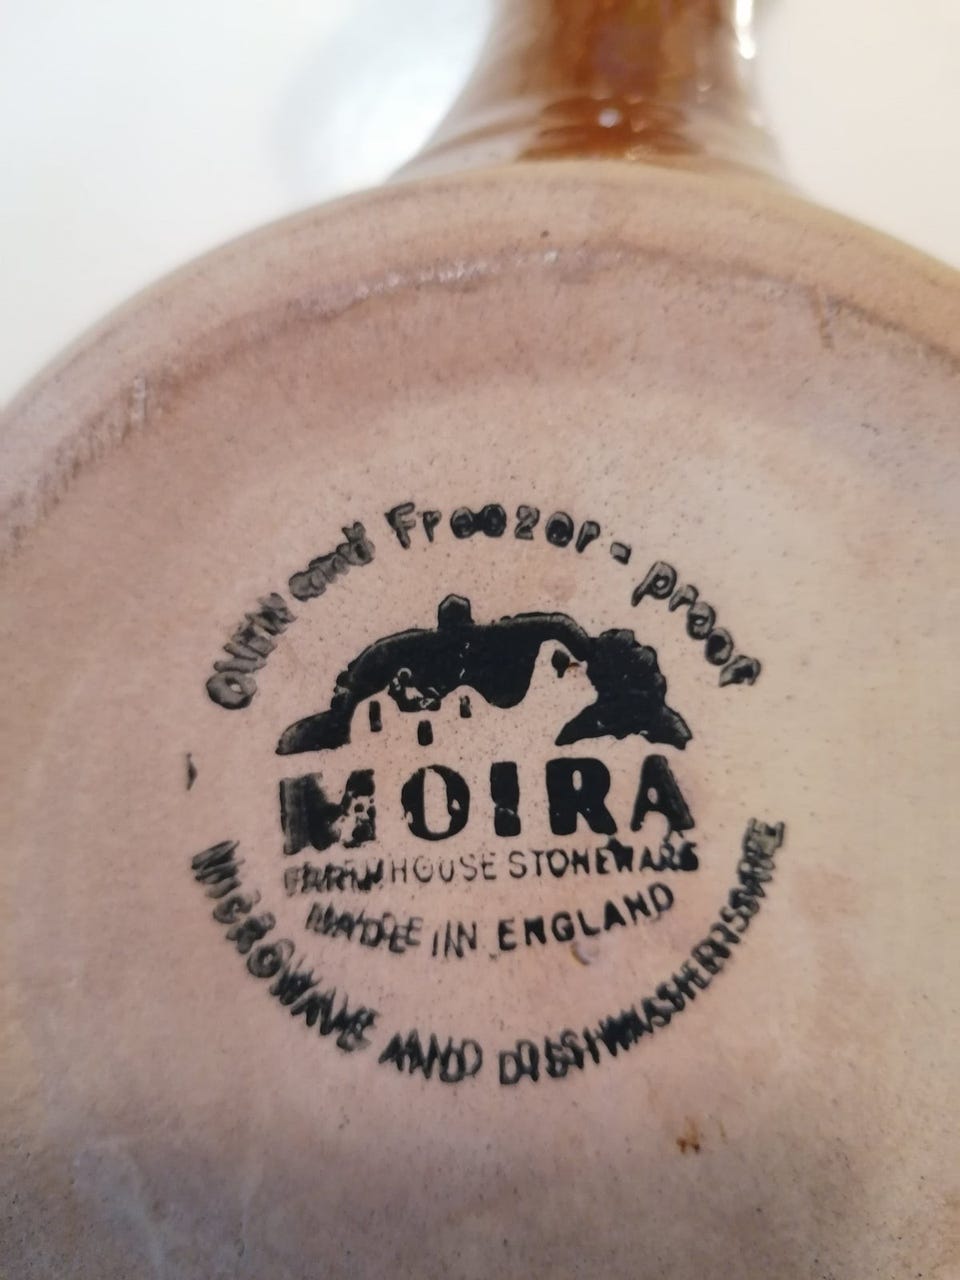 Oven and Freezer-proof
MOIRA
FARMHOUSE STONEWARE
MADE IN ENGLAND
MICROWAVE AND DISHWASHER SAFE